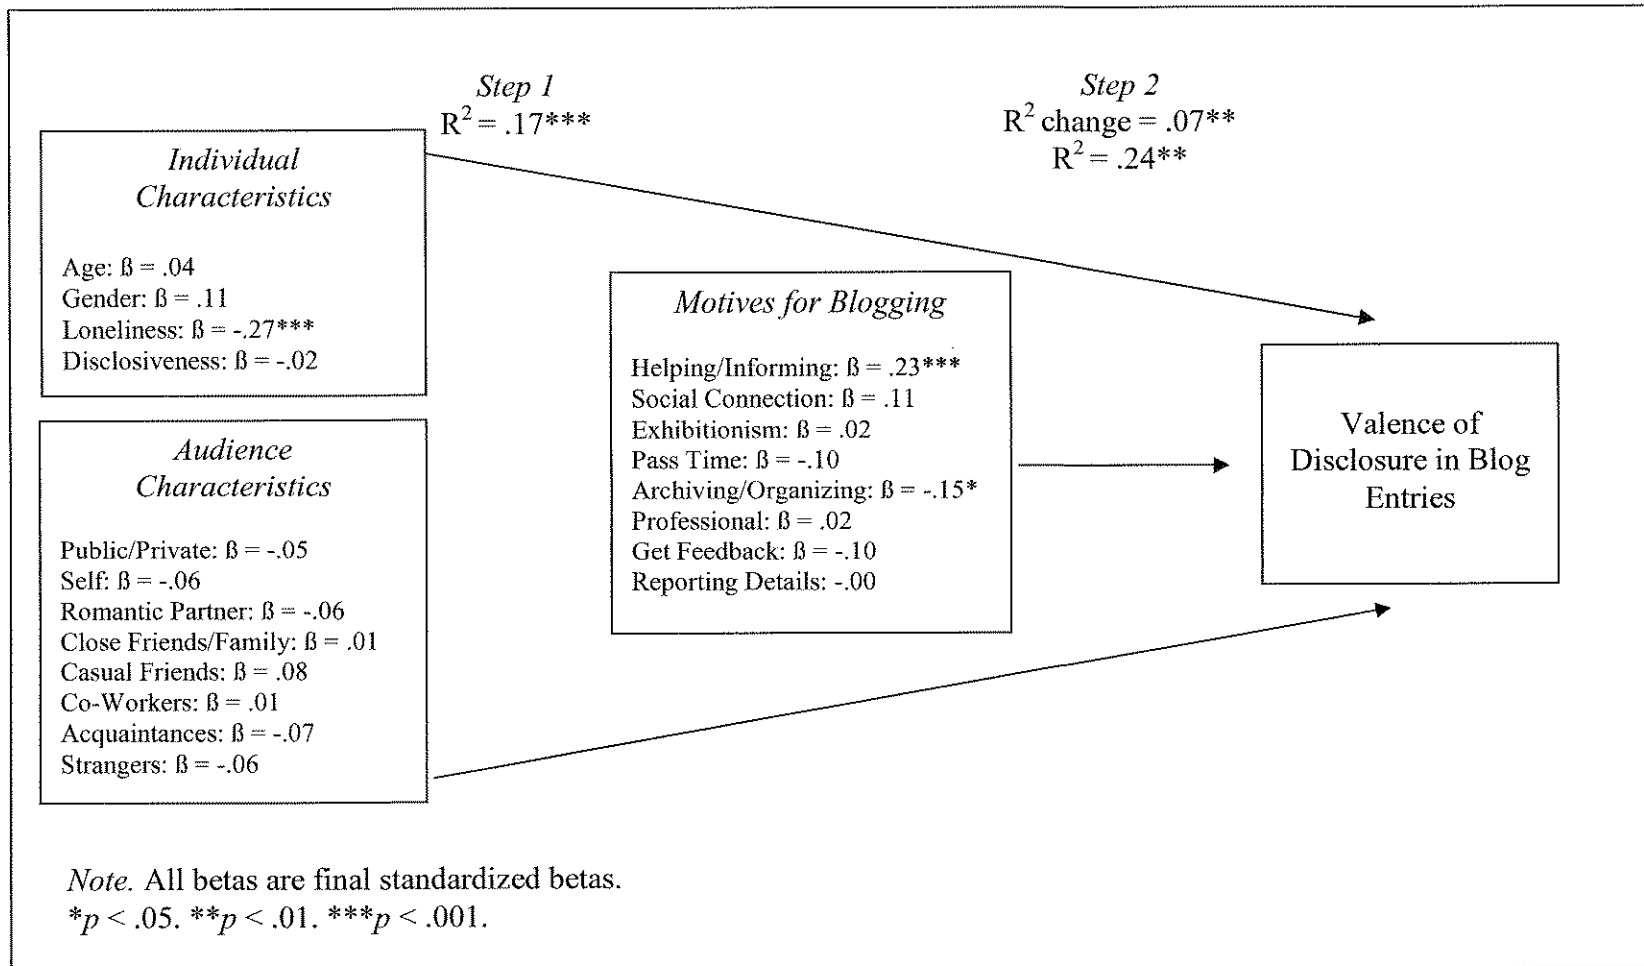 Step 1
R² = .17***
Step 2
R² change = .07**
R² = .24**
Individual
Characteristics
Age: ß = .04
Gender: ß = .11
Loneliness: ß = -.27***
Disclosiveness: ß = -.02
Audience
Characteristics
Public/Private: ß = -.05
Self: ß = -.06
Romantic Partner: ß = -.06
Close Friends/Family: ß = .01
Casual Friends: ß = .08
Co-Workers: ß = .01
Acquaintances: ß = -.07
Strangers: ß = -.06
Motives for Blogging
Helping/Informing: ß = .23***
Social Connection: ß = .11
Exhibitionism: ß = .02
Pass Time: ß = -.10
Archiving/Organizing: ß = -.15*
Professional: ß = .02
Get Feedback: ß = -.10
Reporting Details: -.00
Valence of
Disclosure in Blog
Entries
Note. All betas are final standardized betas.
*p < .05. **p < .01. ***p < .001.